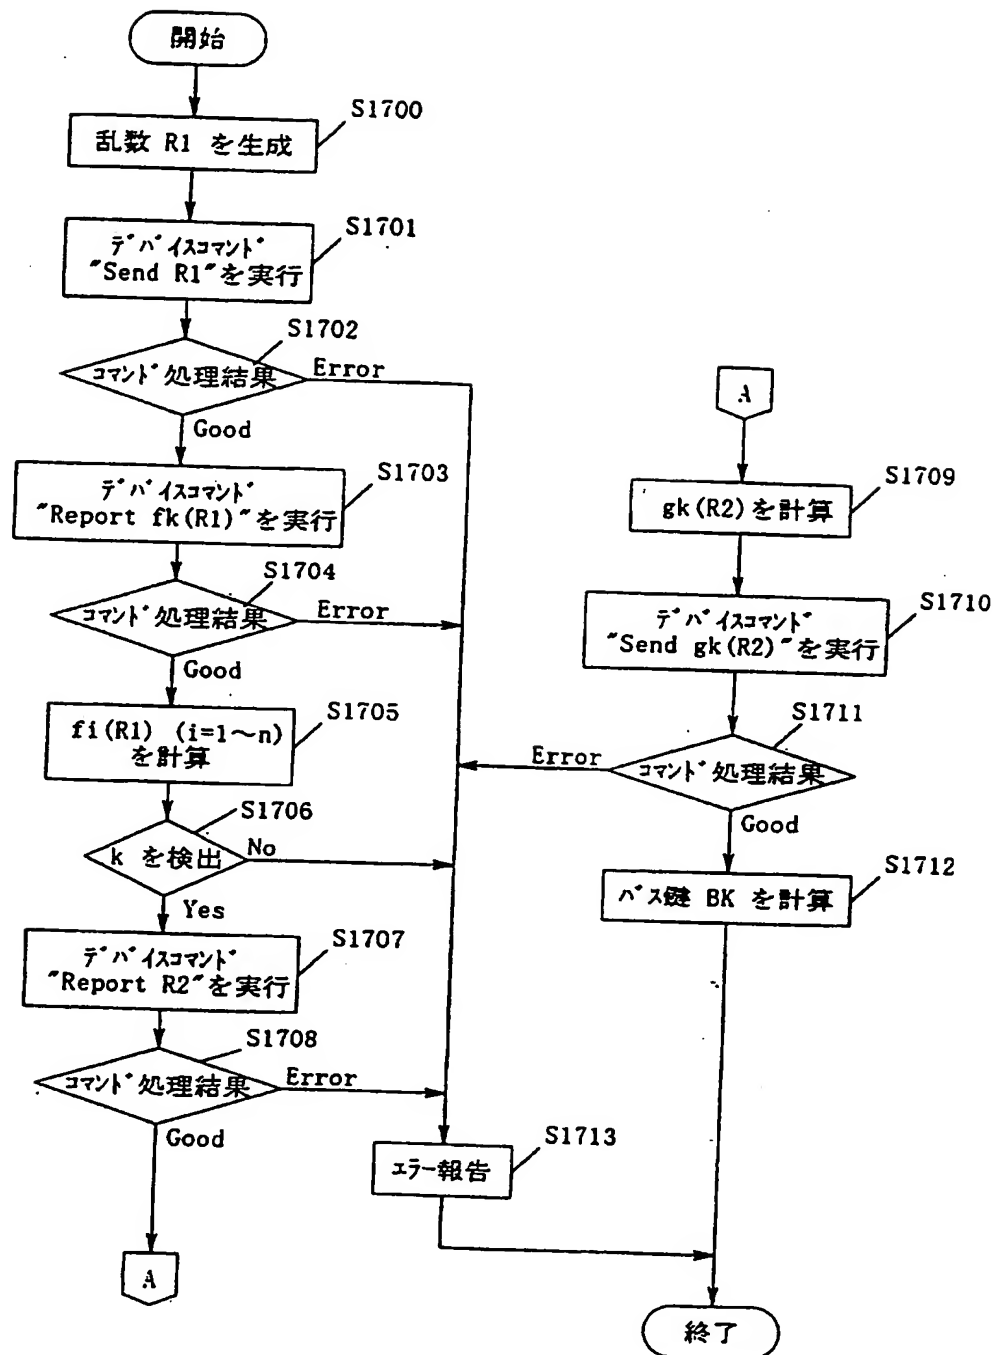 開始
S1700
乱数 R1 を生成
S1701
デバイスコマンド
"Send R1"を実行
S1702
コマンド処理結果
Error
Good
S1703
デバイスコマンド
"Report fk(R1)"を実行
S1704
コマンド処理結果
Error
Good
S1705
fi(R1) (i=1～n)
を計算
S1706
k を検出
No
Yes
S1707
デバイスコマンド
"Report R2"を実行
S1708
コマンド処理結果
Error
Good
A
A
S1709
gk(R2)を計算
S1710
デバイスコマンド
"Send gk(R2)"を実行
S1711
コマンド処理結果
Error
Good
S1712
バス鍵 BK を計算
S1713
エラー報告
終了